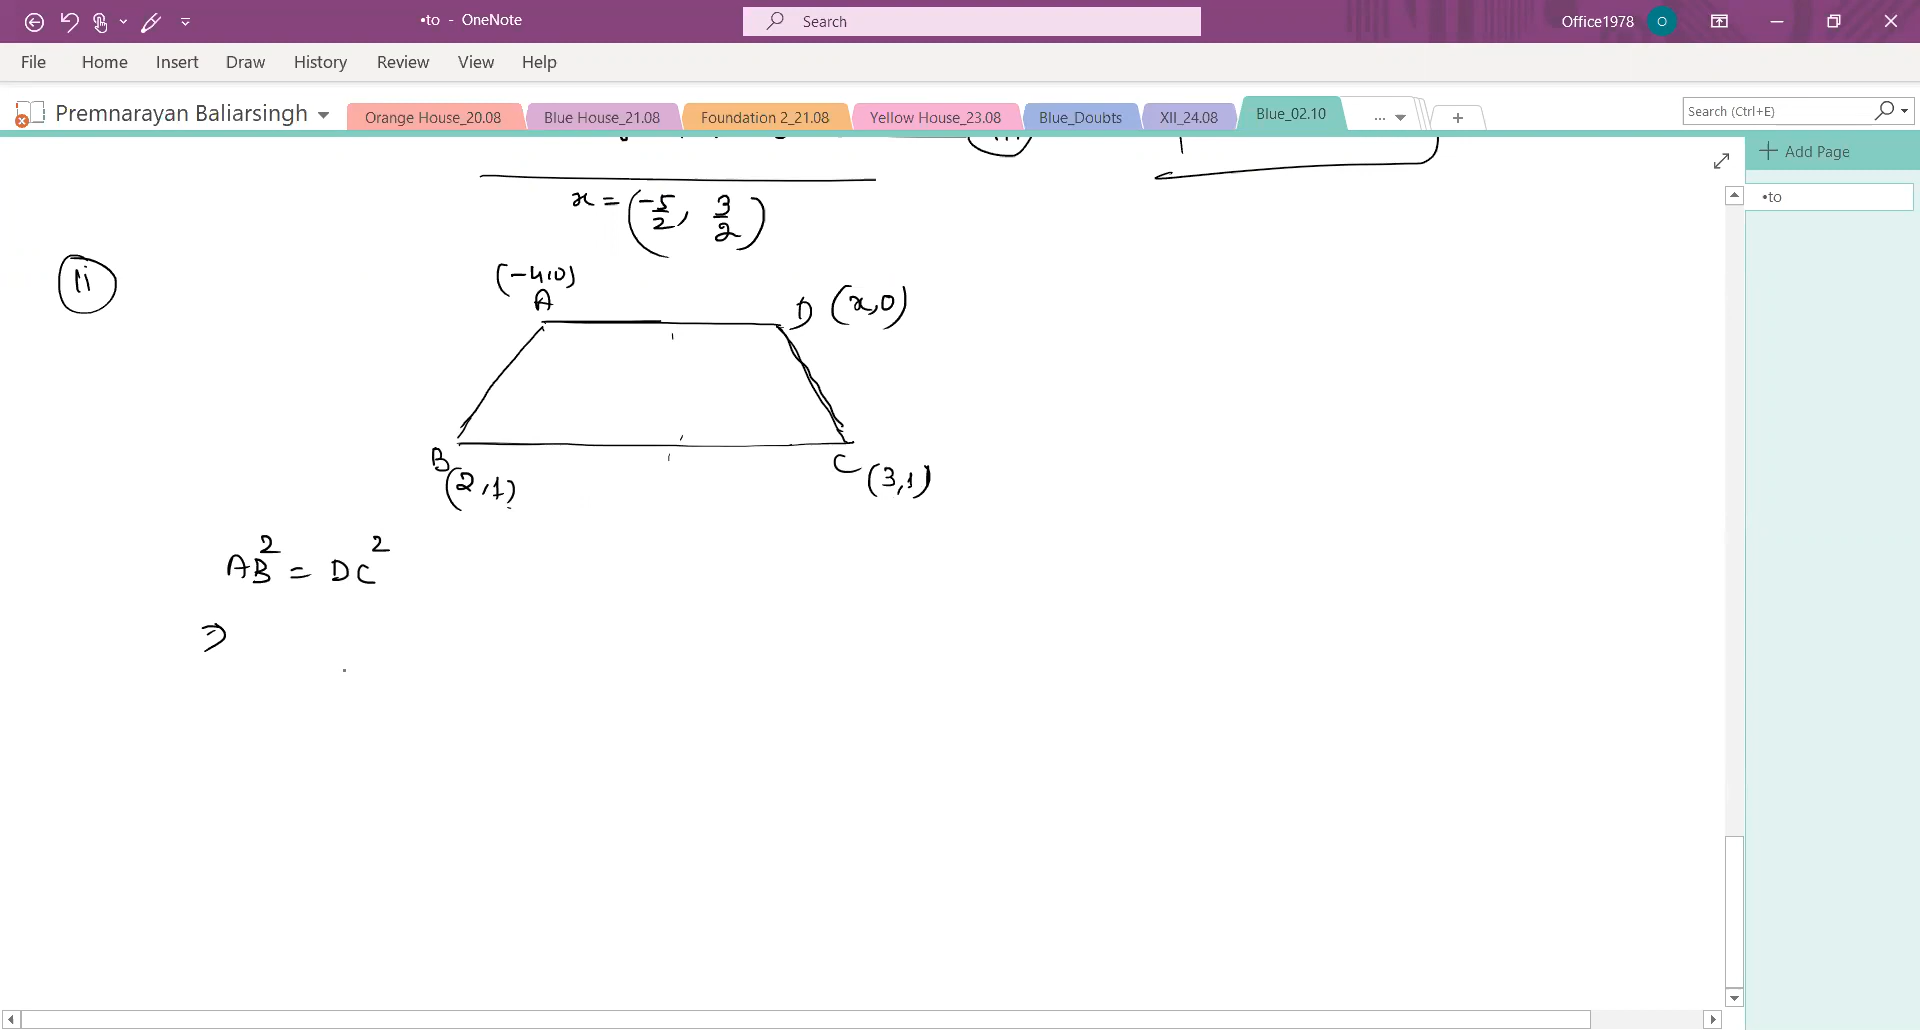 •to - OneNote
Search
Office1978
O
File Home Insert Draw History Review View Help
Premnarayan Baliarsingh
Orange House_20.08
Blue House_21.08
Foundation 2_21.08
Yellow House_23.08
Blue_Doubts
XII_24.08
Blue_02.10
...
+
Search (Ctrl+E)
+ Add Page
•to
x = (-5/2, 3/2)
ii
(-4,0)
A
D (x,0)
B
(2,1)
C (3,1)
AB² = DC²
⇒